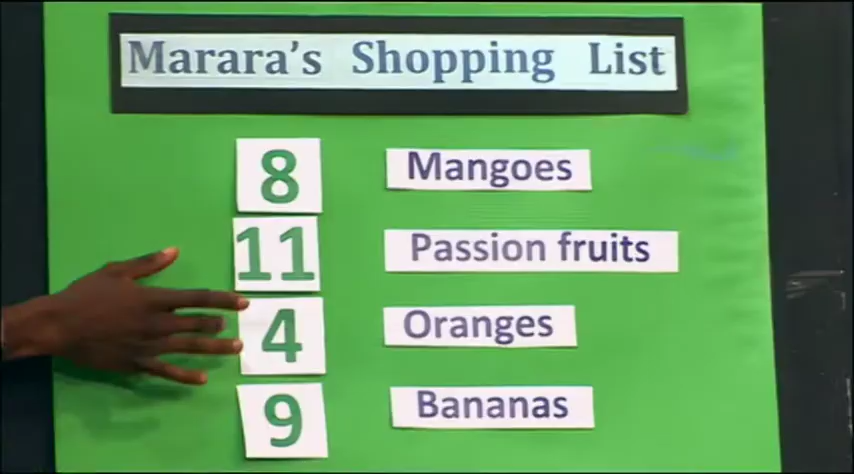 Marara's Shopping List
8 Mangoes
11 Passion fruits
4 Oranges
9 Bananas